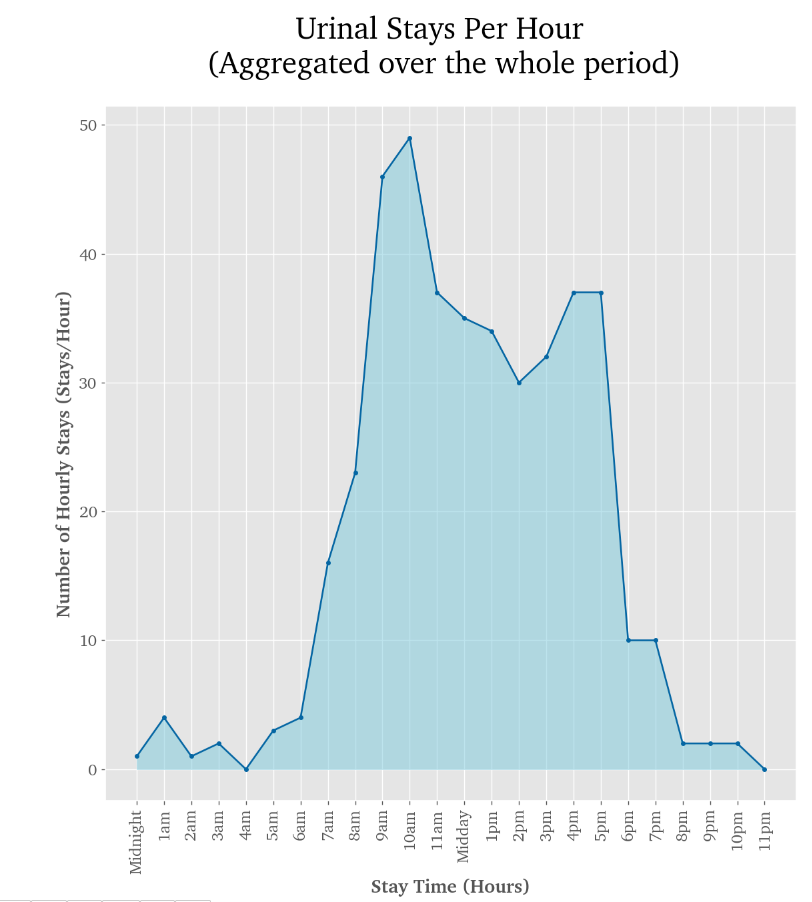 Urinal Stays Per Hour
(Aggregated over the whole period)
Number of Hourly Stays (Stays/Hour)
50
40
30
20
10
0
Midnight
1am
2am
3am
4am
5am
6am
7am
8am
9am
10am
11am
Midday
1pm
2pm
3pm
4pm
5pm
6pm
7pm
8pm
9pm
10pm
11pm
Stay Time (Hours)